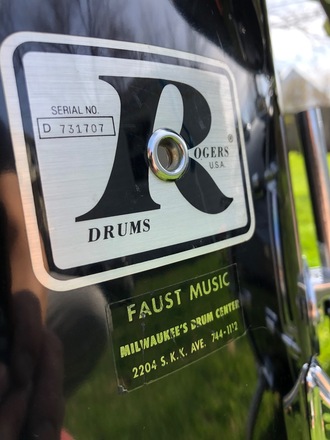 SERIAL NO.
D 731707
ROGERS®
U.S.A.
DRUMS
FAUST MUSIC
MILWAUKEE'S DRUM CENTER
2204 S. K.K. AVE. 744-1112